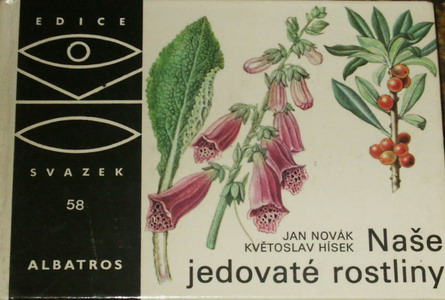 EDICE
SVAZEK
58
ALBATROS
JAN NOVÁK
KVĚTOSLAV HÍSEK
Naše
jedovaté rostliny